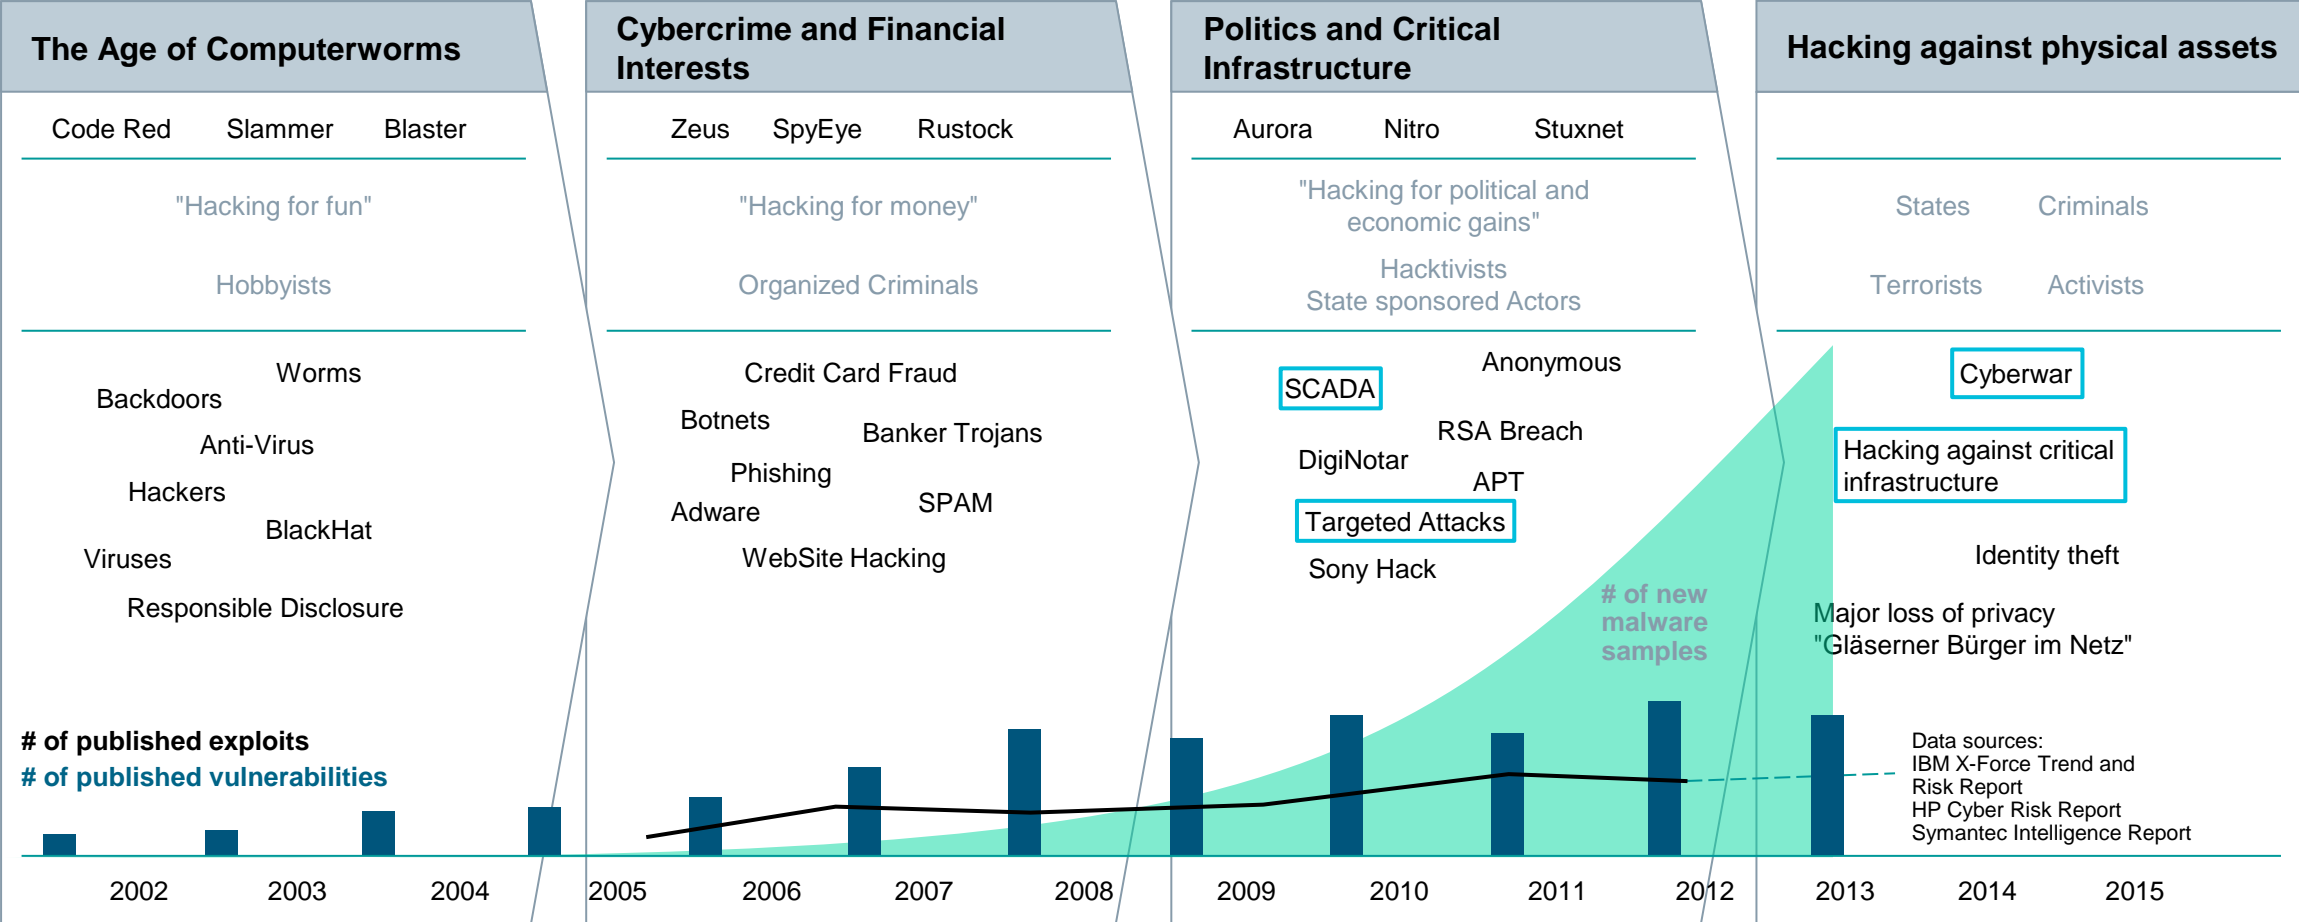 The Age of Computerworms
Code Red Slammer Blaster
"Hacking for fun"
Hobbyists
Worms
Backdoors
Anti-Virus
Hackers
BlackHat
Viruses
Responsible Disclosure
Cybercrime and Financial
Interests
Zeus SpyEye Rustock
"Hacking for money"
Organized Criminals
Credit Card Fraud
Botnets
Banker Trojans
Phishing
SPAM
Adware
WebSite Hacking
Politics and Critical
Infrastructure
Aurora Nitro Stuxnet
"Hacking for political and
economic gains"
Hacktivists
State sponsored Actors
Anonymous
SCADA
RSA Breach
DigiNotar
APT
Targeted Attacks
Sony Hack
# of new
malware
samples
Hacking against physical assets
States Criminals
Terrorists Activists
Cyberwar
Hacking against critical
infrastructure
Identity theft
Major loss of privacy
"Gläserner Bürger im Netz"
# of published exploits
# of published vulnerabilities
Data sources:
IBM X-Force Trend and
Risk Report
HP Cyber Risk Report
Symantec Intelligence Report
2002 2003 2004 2005 2006 2007 2008 2009 2010 2011 2012 2013 2014 2015